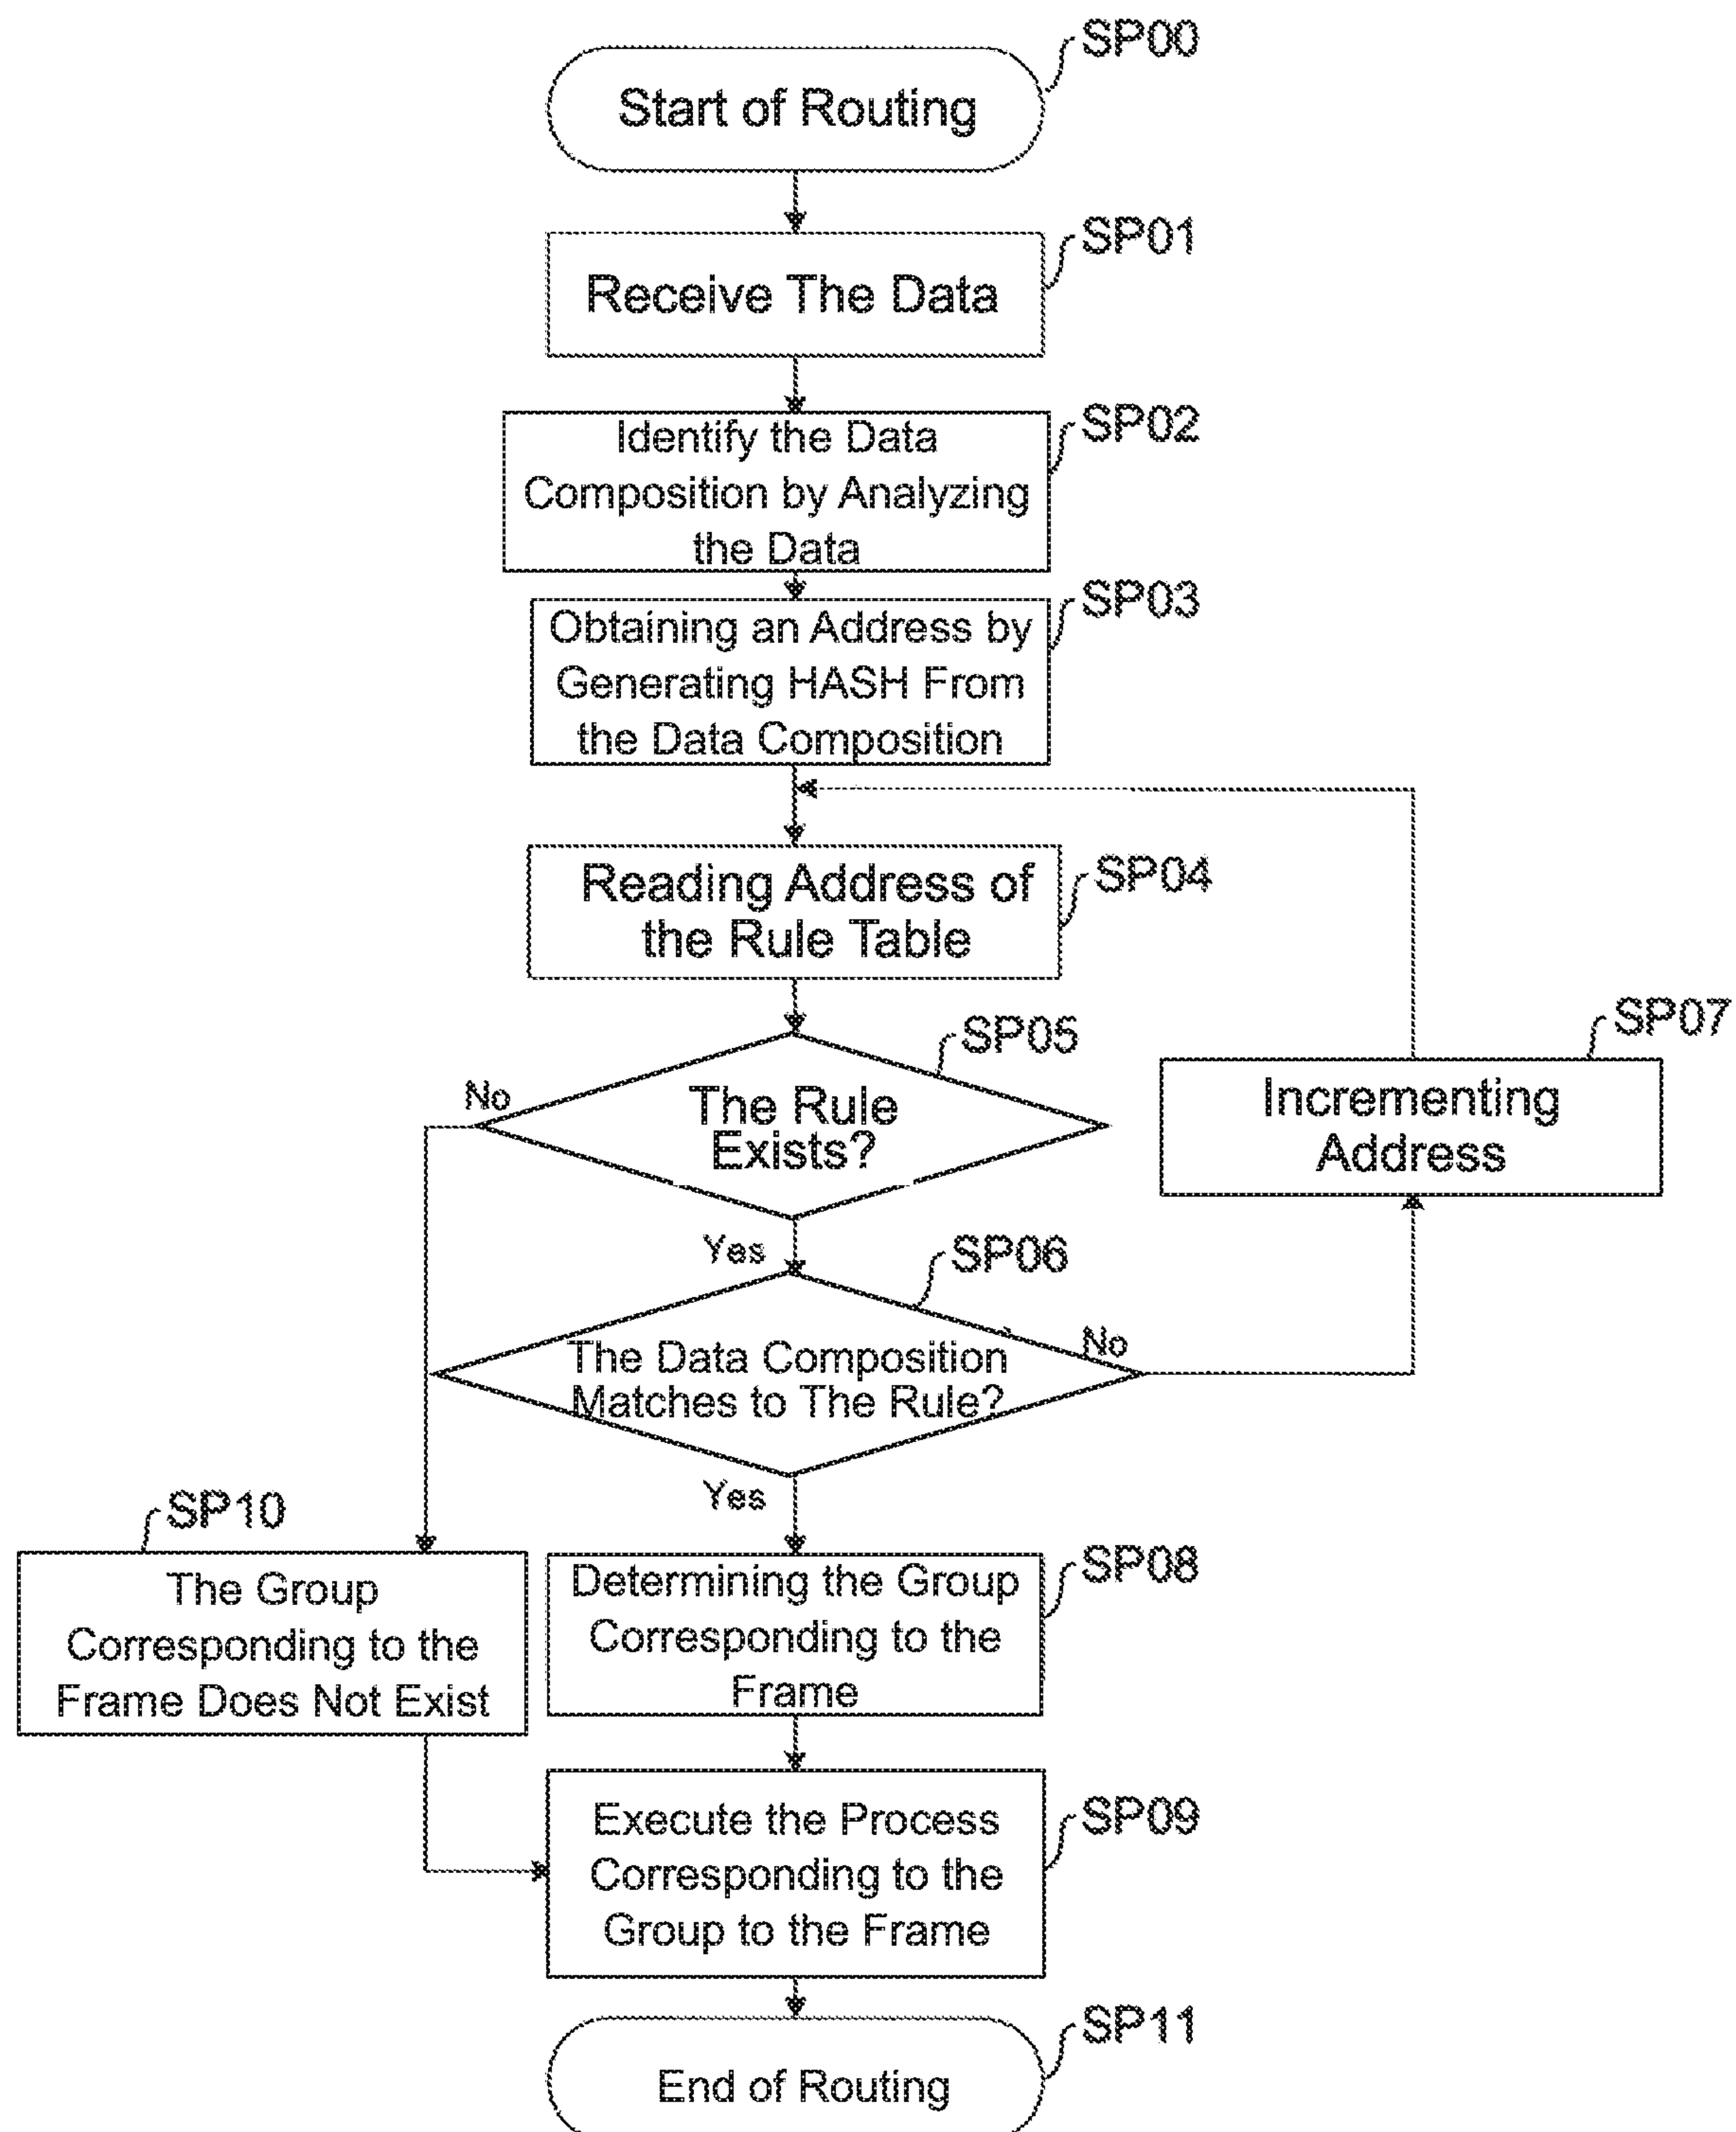 SP00
Start of Routing
SP01
Receive The Data
SP02
Identify the Data
Composition by Analyzing
the Data
SP03
Obtaining an Address by
Generating HASH From
the Data Composition
SP04
Reading Address of
the Rule Table
SP05
No
The Rule
Exists?
SP07
Incrementing
Address
Yes
SP06
The Data Composition
Matches to The Rule?
No
Yes
SP10
The Group
Corresponding to the
Frame Does Not Exist
SP08
Determining the Group
Corresponding to the
Frame
SP09
Execute the Process
Corresponding to the
Group to the Frame
SP11
End of Routing